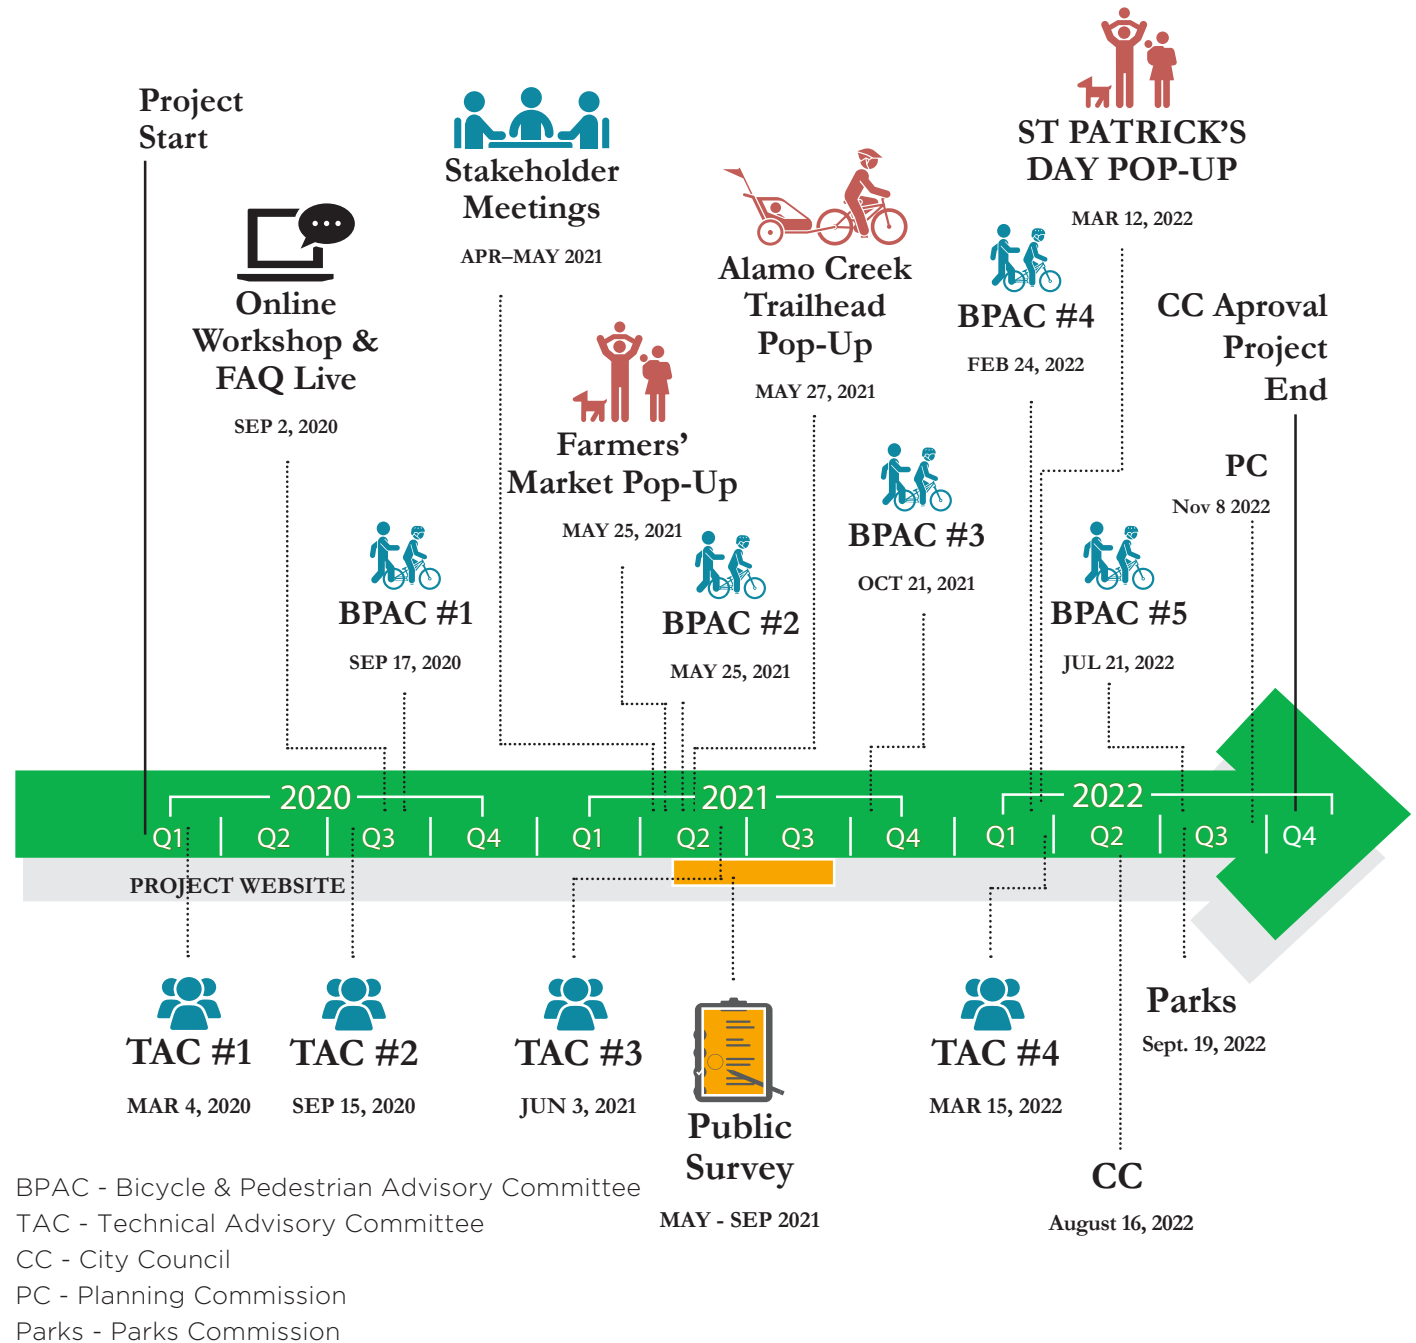 Project
Start
Online
Workshop &
FAQ Live
SEP 2, 2020
BPAC #1
SEP 17, 2020
Stakeholder
Meetings
APR–MAY 2021
Farmers’
Market Pop-Up
MAY 25, 2021
BPAC #2
MAY 25, 2021
Alamo Creek
Trailhead
Pop-Up
MAY 27, 2021
BPAC #3
OCT 21, 2021
BPAC #4
FEB 24, 2022
ST PATRICK’S
DAY POP-UP
MAR 12, 2022
BPAC #5
JUL 21, 2022
PC
Nov 8 2022
CC Aproval
Project
End
2020
2021
2022
Q1 Q2 Q3 Q4 Q1 Q2 Q3 Q4 Q1 Q2 Q3 Q4
PROJECT WEBSITE
TAC #1
MAR 4, 2020
TAC #2
SEP 15, 2020
TAC #3
JUN 3, 2021
Public
Survey
MAY - SEP 2021
TAC #4
MAR 15, 2022
CC
August 16, 2022
Parks
Sept. 19, 2022
BPAC - Bicycle & Pedestrian Advisory Committee
TAC - Technical Advisory Committee
CC - City Council
PC - Planning Commission
Parks - Parks Commission